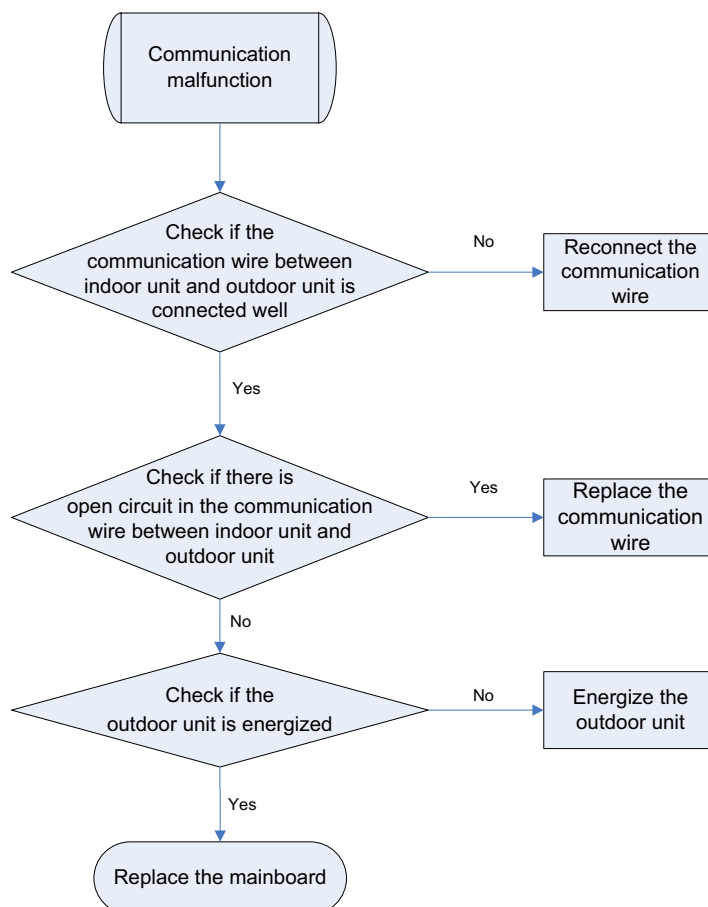 Communication
malfunction
Check if the
communication wire between
indoor unit and outdoor unit is
connected well
No
Reconnect the
communication
wire
Yes
Check if there is
open circuit in the communication
wire between indoor unit and
outdoor unit
Yes
Replace the
communication
wire
No
Check if the
outdoor unit is energized
No
Energize the
outdoor unit
Yes
Replace the mainboard